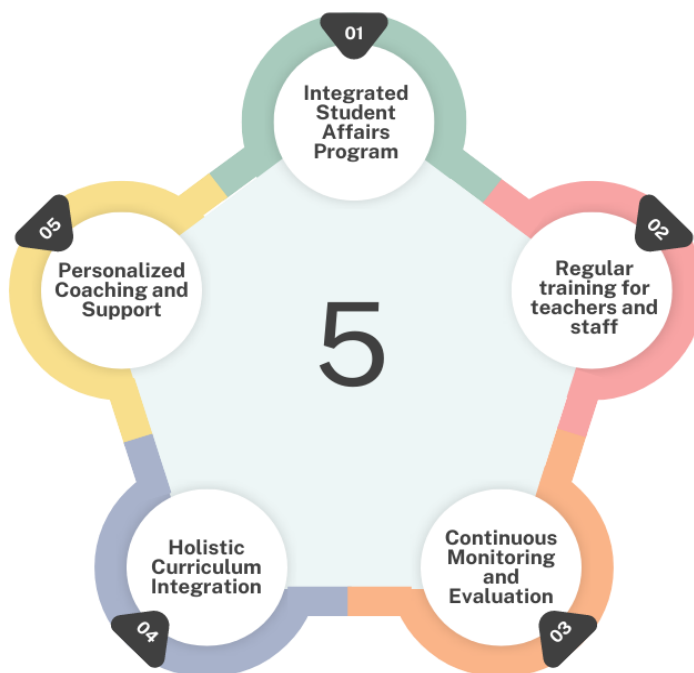 01
Integrated
Student
Affairs
Program
02
Regular
training for
teachers and
staff
03
Continuous
Monitoring
and
Evaluation
04
Holistic
Curriculum
Integration
05
Personalized
Coaching and
Support
5